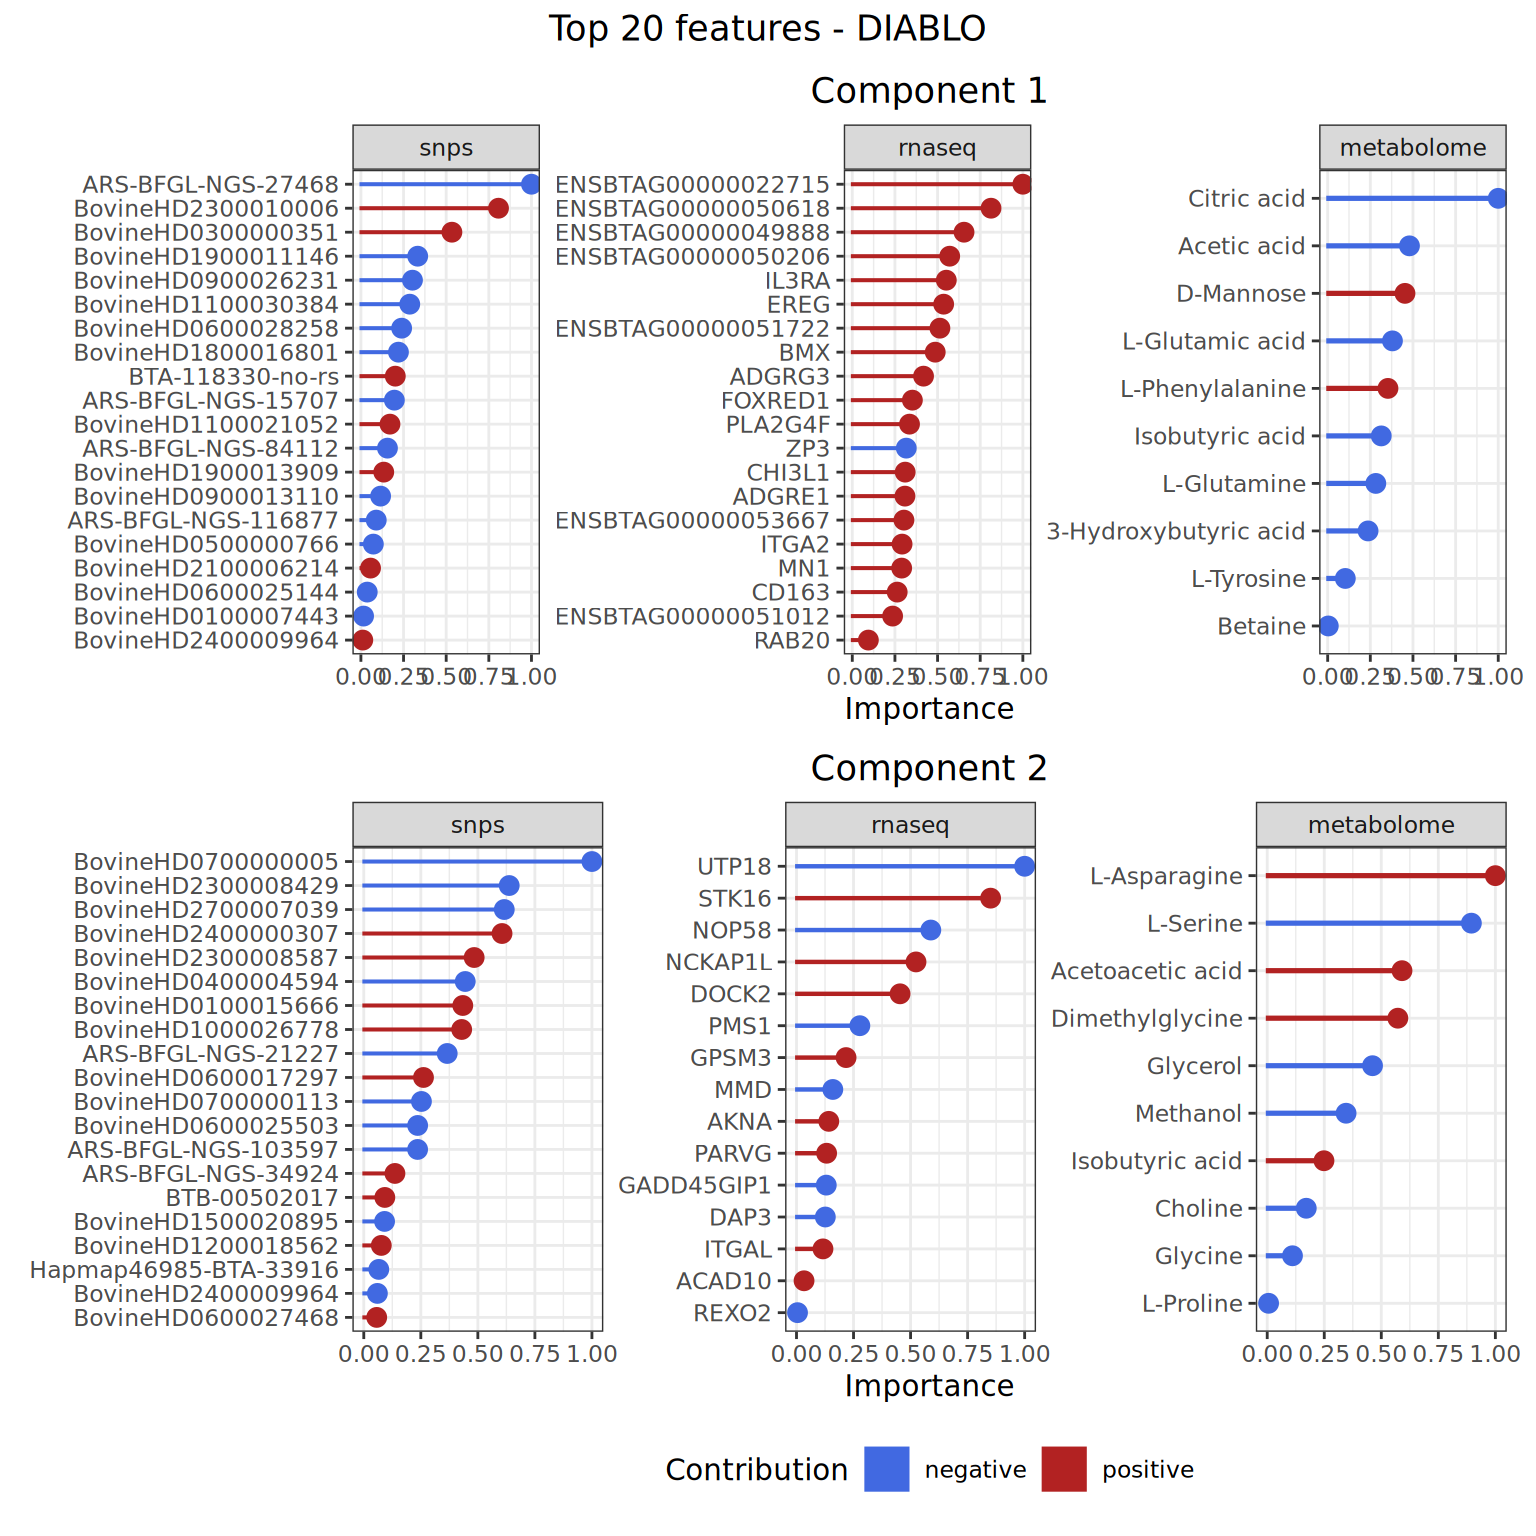 Top 20 features - DIABLO
Component 1
snps
ARS-BFGL-NGS-27468
BovineHD2300010006
BovineHD0300000351
BovineHD1900011146
BovineHD0900026231
BovineHD1100030384
BovineHD0600028258
BovineHD1800016801
BTA-118330-no-rs
ARS-BFGL-NGS-15707
BovineHD1100021052
ARS-BFGL-NGS-84112
BovineHD1900013909
BovineHD0900013110
ARS-BFGL-NGS-116877
BovineHD0500000766
BovineHD2100006214
BovineHD0600025144
BovineHD0100007443
BovineHD2400009964
0.00 0.25 0.50 0.75 1.00
rnaseq
ENSBTAG00000022715
ENSBTAG00000050618
ENSBTAG00000049888
ENSBTAG00000050206
IL3RA
EREG
ENSBTAG00000051722
BMX
ADGRG3
FOXRED1
PLA2G4F
ZP3
CHI3L1
ADGRE1
ENSBTAG00000053667
ITGA2
MN1
CD163
ENSBTAG00000051012
RAB20
0.00 0.25 0.50 0.75 1.00
metabolome
Citric acid
Acetic acid
D-Mannose
L-Glutamic acid
L-Phenylalanine
Isobutyric acid
L-Glutamine
3-Hydroxybutyric acid
L-Tyrosine
Betaine
0.00 0.25 0.50 0.75 1.00
Importance
Component 2
snps
BovineHD0700000005
BovineHD2300008429
BovineHD2700007039
BovineHD2400000307
BovineHD2300008587
BovineHD0400004594
BovineHD0100015666
BovineHD1000026778
ARS-BFGL-NGS-21227
BovineHD0600017297
BovineHD0700000113
BovineHD0600025503
ARS-BFGL-NGS-103597
ARS-BFGL-NGS-34924
BTB-00502017
BovineHD1500020895
BovineHD1200018562
Hapmap46985-BTA-33916
BovineHD2400009964
BovineHD0600027468
0.00 0.25 0.50 0.75 1.00
rnaseq
UTP18
STK16
NOP58
NCKAP1L
DOCK2
PMS1
GPSM3
MMD
AKNA
PARVG
GADD45GIP1
DAP3
ITGAL
ACAD10
REXO2
0.00 0.25 0.50 0.75 1.00
metabolome
L-Asparagine
L-Serine
Acetoacetic acid
Dimethylglycine
Glycerol
Methanol
Isobutyric acid
Choline
Glycine
L-Proline
0.00 0.25 0.50 0.75 1.00
Importance
Contribution negative positive